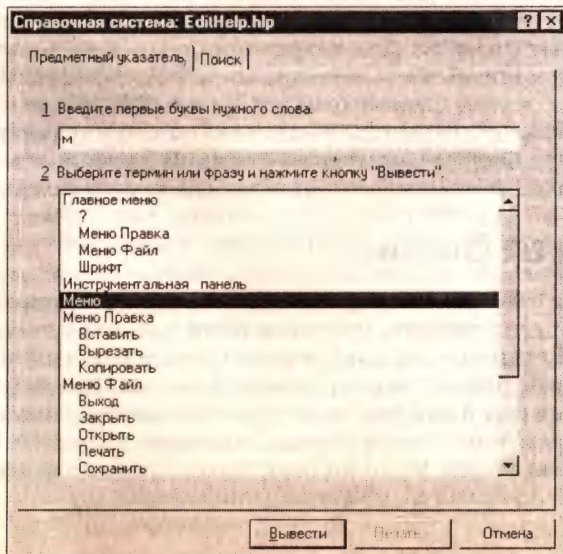 Справочная система: EditHelp.hlp
Предметный указатель Поиск
1 Введите первые буквы нужного слова.
м
2 Выберите термин или фразу и нажмите кнопку "Вывести".
Главное меню
?
Меню Правка
Меню Файл
Шрифт
Инструментальная панель
Меню
Меню Правка
Вставить
Вырезать
Копировать
Меню Файл
Выход
Закрыть
Открыть
Печать
Сохранить
Вывести Печать... Отмена